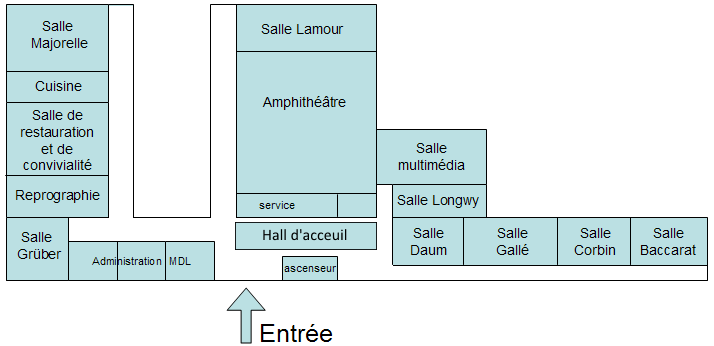 Salle
Majorelle
Cuisine
Salle de
restauration
et de
convivialité
Reprographie
Salle
Grüber
Administration
MDL
Salle Lamour
Amphithéâtre
service
Hall d'acceuil
ascenseur
Salle
multimédia
Salle Longwy
Salle
Daum
Salle
Gallé
Salle
Corbin
Salle
Baccarat
Entrée